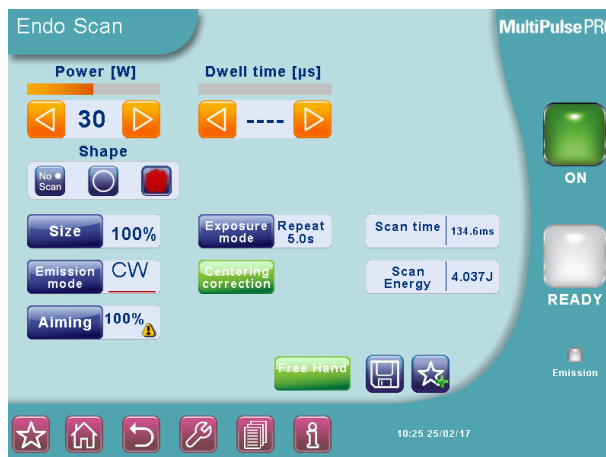 Endo Scan
MultiPulse PRO
Power [W]
Dwell time [µs]
30
----
Shape
No
Scan
ON
Size
100%
Exposure
mode
Repeat
5.0s
Scan time
134.6ms
Emission
mode
CW
Centering
correction
Scan
Energy
4.037J
READY
Aiming
100%
Free Hand
Emission
10:25 25/02/17